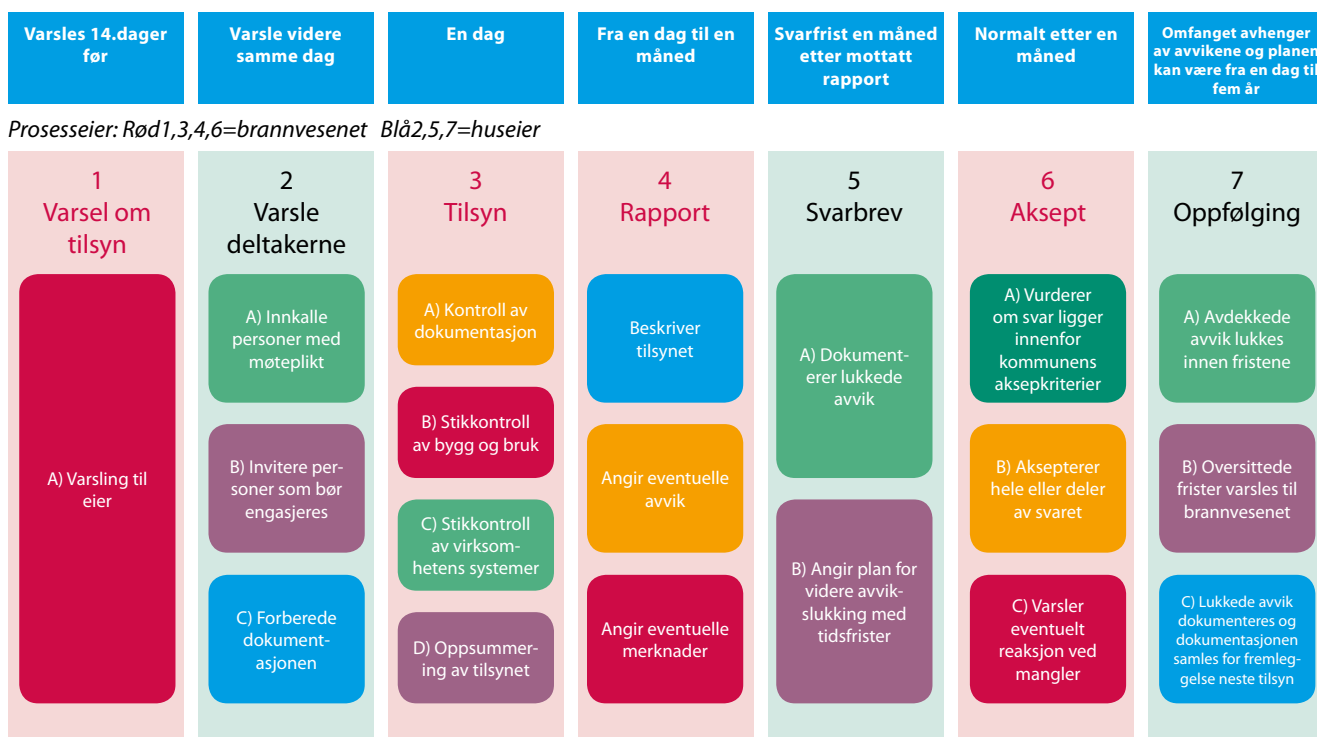 Varsles 14.dager
før
Varsle videre
samme dag
En dag
Fra en dag til en
måned
Svarfrist en måned
etter mottatt
rapport
Normalt etter en
måned
Omfanget avhenger
av avvikene og planen
kan være fra en dag til
fem år
Prosesseier: Rød1,3,4,6=brannvesenet Blå2,5,7=huseier
1
Varsel om
tilsyn
A) Varsling til
eier
2
Varsle
deltakerne
A) Innkalle
personer med
møteplikt
B) Invitere per-
soner som bør
engasjeres
C) Forberede
dokument-
asjonen
3
Tilsyn
A) Kontroll av
dokumentasjon
B) Stikkontroll
av bygg og bruk
C) Stikkontroll
av virksom-
hetens systemer
D) Oppsummer-
ing av tilsynet
4
Rapport
Beskriver
tilsynet
Angir eventuelle
avvik
Angir eventuelle
merknader
5
Svarbrev
A) Dokument-
erer lukkede
avvik
B) Angir plan for
videre avvik-
slukking med
tidsfrister
6
Aksept
A) Vurderer
om svar ligger
innenfor
kommunens
aksepkriterier
B) Aksepterer
hele eller deler
av svaret
C) Varsler
eventuelt
reaksjon ved
mangler
7
Oppfølging
A) Avdekkede
avvik lukkes
innen fristene
B) Oversittede
frister varsles til
brannvesenet
C) Lukkede avvik
dokumenteres og
dokumentasjonen
samles for fremleg-
gelse neste tilsyn